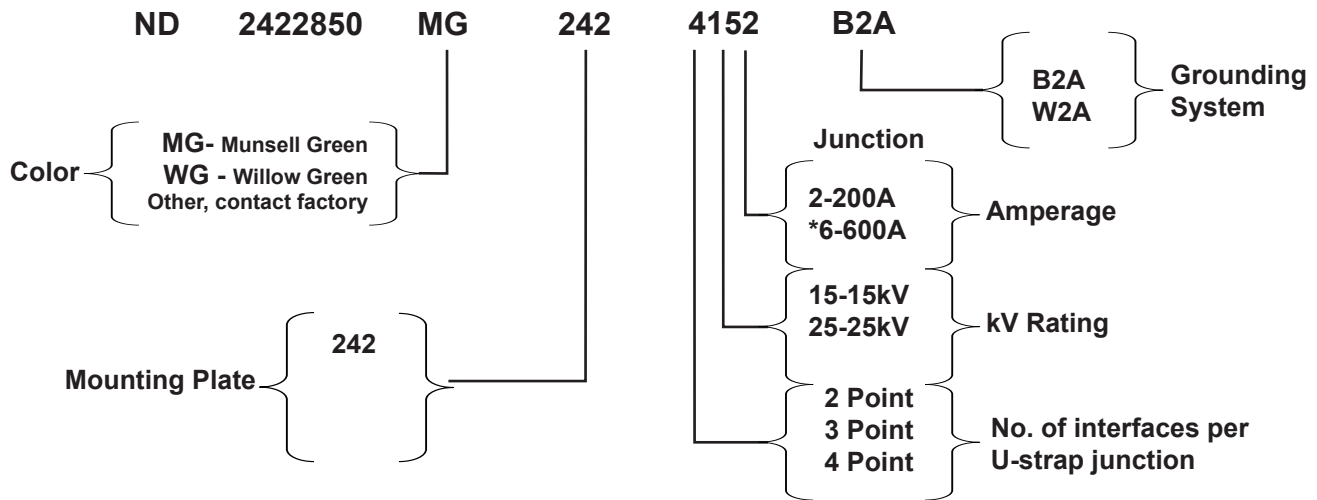 ND 2422850 MG 242 4152 B2A
B2A
W2A
Grounding
System
Color
MG- Munsell Green
WG - Willow Green
Other, contact factory
Junction
2-200A
*6-600A
Amperage
15-15kV
25-25kV
kV Rating
Mounting Plate
242
2 Point
3 Point
4 Point
No. of interfaces per
U-strap junction